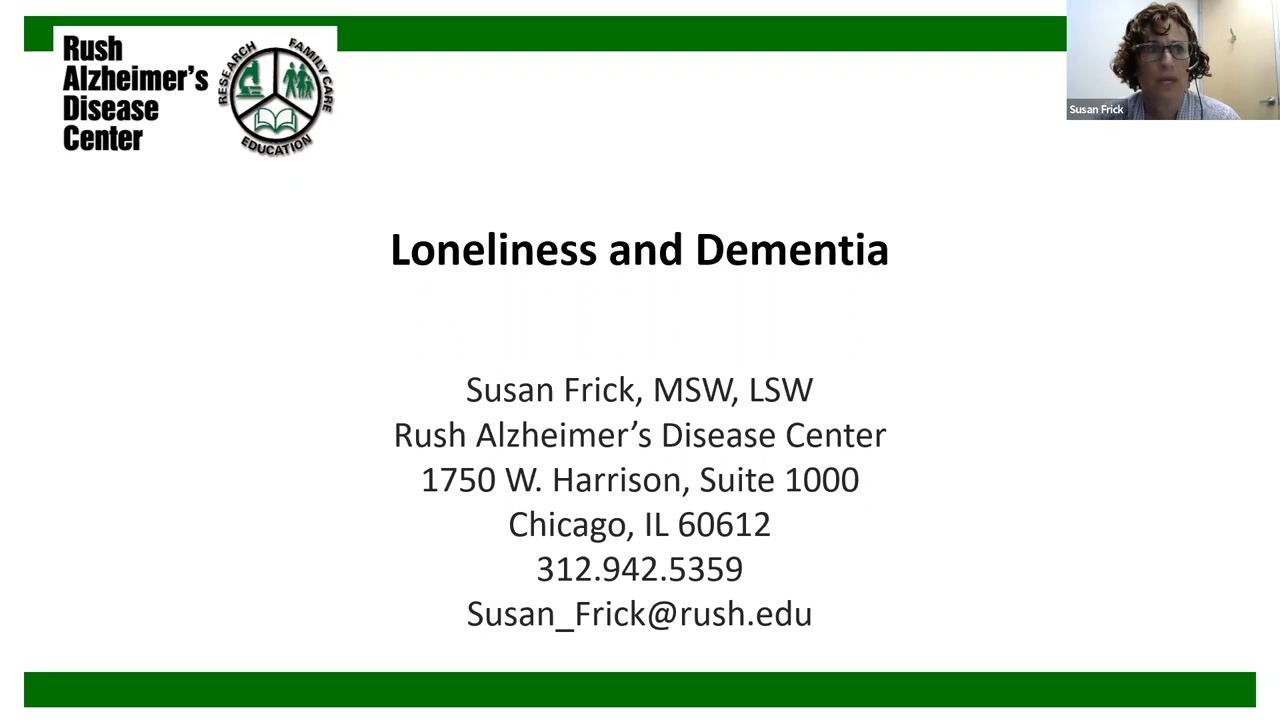 Rush
Alzheimer's
Disease
Center
RESEARCH
FAMILY CARE
EDUCATION
Susan Frick
Loneliness and Dementia
Susan Frick, MSW, LSW
Rush Alzheimer’s Disease Center
1750 W. Harrison, Suite 1000
Chicago, IL 60612
312.942.5359
Susan_Frick@rush.edu